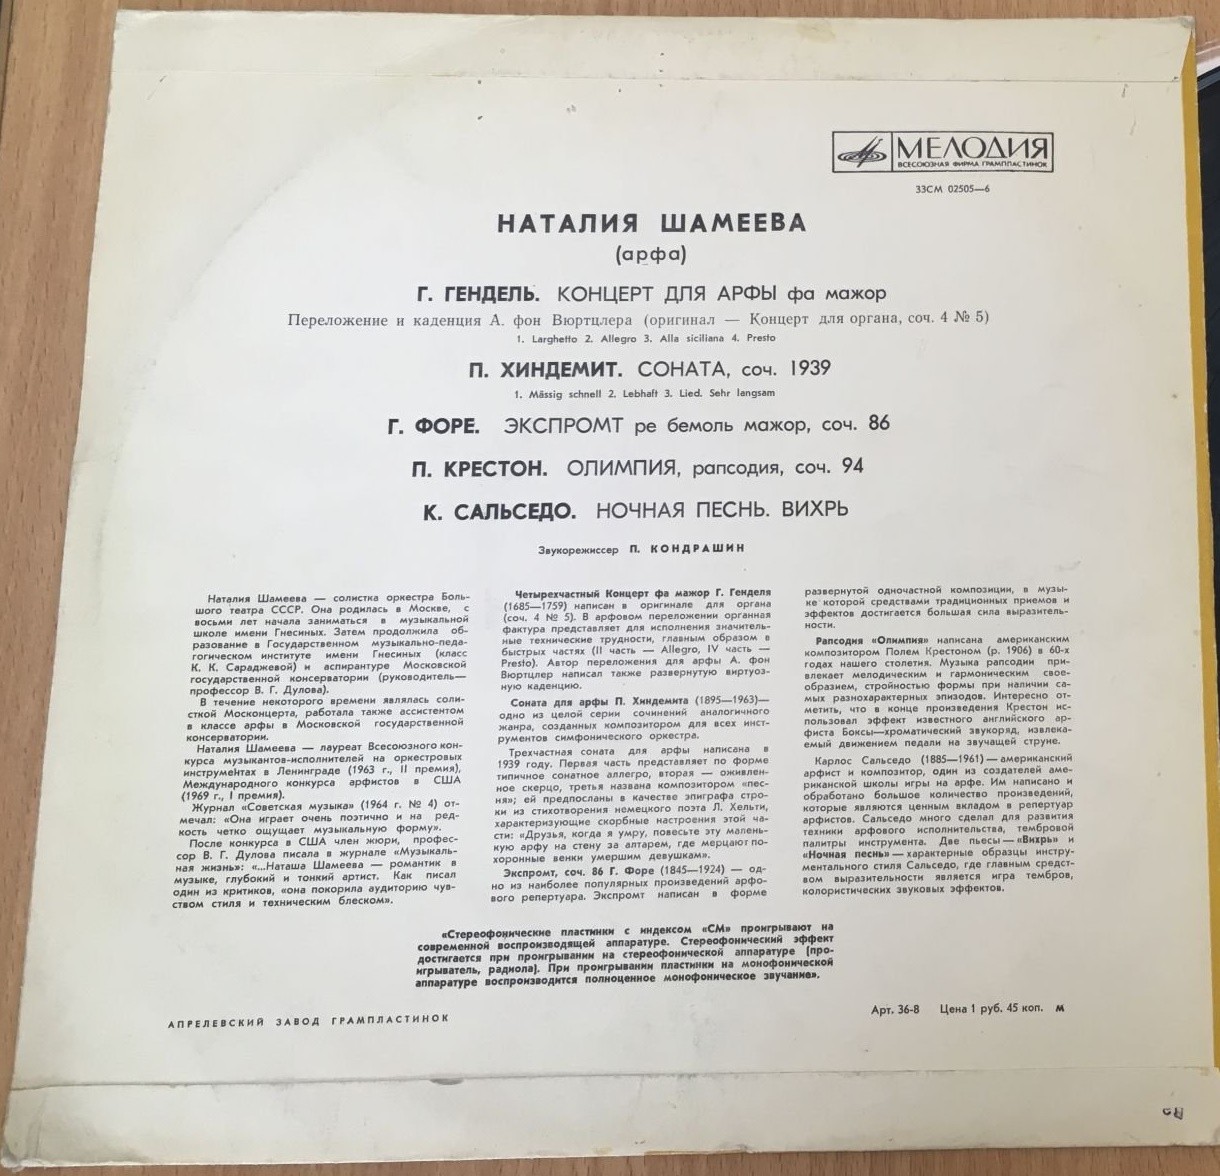 МЕЛОДИЯ
ВСЕСОЮЗНАЯ ФИРМА ГРАМПЛАСТИНОК
33СМ 02505—6
НАТАЛИЯ ШАМЕЕВА
(арфа)
Г. ГЕНДЕЛЬ. КОНЦЕРТ ДЛЯ АРФЫ фа мажор
Переложение и каденция А. фон Вюртцлера (оригинал — Концерт для органа, соч. 4 № 5)
1. Larghetto 2. Allegro 3. Alla siciliana 4. Presto
П. ХИНДЕМИТ. СОНАТА, соч. 1939
1. Mässig schnell 2. Lebhaft 3. Lied. Sehr langsam
Г. ФОРЕ. ЭКСПРОМТ ре бемоль мажор, соч. 86
П. КРЕСТОН. ОЛИМПИЯ, рапсодия, соч. 94
К. САЛЬСЕДО. НОЧНАЯ ПЕСНЬ. ВИХРЬ
Звукорежиссер П. КОНДРАШИН
Наталия Шамеева — солистка оркестра Боль-
шого театра СССР. Она родилась в Москве, с
восьми лет начала заниматься в музыкальной
школе имени Гнесиных. Затем продолжила об-
разование в Государственном музыкально-педа-
гогическом институте имени Гнесиных (класс
К. К. Сараджевой) и аспирантуре Московской
государственной консерватории (руководитель—
профессор В. Г. Дулова).
В течение некоторого времени являлась соли-
сткой Москонцерта, работала также ассистентом
в классе арфы в Московской государственной
консерватории.
Наталия Шамеева — лауреат Всесоюзного кон-
курса музыкантов-исполнителей на оркестровых
инструментах в Ленинграде (1963 г., II премия),
Международного конкурса арфистов в США
(1969 г., I премия).
Журнал «Советская музыка» (1964 г. № 4) от-
мечал: «Она играет очень поэтично и на ред-
кость четко ощущает музыкальную форму».
После конкурса в США член жюри, профес-
сор В. Г. Дулова писала в журнале «Музыкаль-
ная жизнь»: «...Наташа Шамеева — романтик в
музыке, глубокий и тонкий артист. Как писал
один из критиков, «она покорила аудиторию чув-
ством стиля и техническим блеском».
Четырехчастный Концерт фа мажор Г. Генделя
(1685—1759) написан в оригинале для органа
(соч. 4 № 5). В арфовом переложении органная
фактура представляет для исполнения значитель-
ные технические трудности, главным образом в
быстрых частях (II часть — Allegro, IV часть —
Presto). Автор переложения для арфы А. фон
Вюртцлер написал также развернутую виртуоз-
ную каденцию.
Соната для арфы П. Хиндемита (1895—1963)—
одно из целой серии сочинений аналогичного
жанра, созданных композитором для всех инст-
рументов симфонического оркестра.
Трехчастная соната для арфы написана в
1939 году. Первая часть представляет по форме
типичное сонатное аллегро, вторая — оживлен-
ное скерцо, третья названа композитором «пес-
ня»; ей предпосланы в качестве эпиграфа стро-
ки из стихотворения немецкого поэта Л. Хельти,
характеризующие скорбные настроения этой ча-
сти: «Друзья, когда я умру, повесьте эту малень-
кую арфу на стену за алтарем, где мерцают по-
хоронные венки умершим девушкам».
Экспромт, соч. 86 Г. Форе (1845—1924) — од-
но из наиболее популярных произведений арфо-
вого репертуара. Экспромт написан в форме
развернутой одночастной композиции, в музы-
ке которой средствами традиционных приемов и
эффектов достигается большая сила выразитель-
ности.
Рапсодия «Олимпия» написана американским
композитором Полем Крестоном (р. 1906) в 60-х
годах нашего столетия. Музыка рапсодии при-
влекает мелодическим и гармоническим свое-
образием, стройностью формы при наличии са-
мых разнохарактерных эпизодов. Интересно от-
метить, что в конце произведения Крестон ис-
пользовал эффект известного английского ар-
фиста Боксы—хроматический звукоряд, извлека-
емый движением педали на звучащей струне.
Карлос Сальседо (1885—1961) — американский
арфист и композитор, один из создателей аме-
риканской школы игры на арфе. Им написано и
обработано большое количество произведений,
которые являются ценным вкладом в репертуар
арфистов. Сальседо много сделал для развития
техники арфового исполнительства, тембровой
палитры инструмента. Две пьесы — «Вихрь» и
«Ночная песнь» — характерные образцы инстру-
ментального стиля Сальседо, где главным средст-
вом выразительности является игра тембров,
колористических звуковых эффектов.
«Стереофонические пластинки с индексом «СМ» проигрывают на
современной воспроизводящей аппаратуре. Стереофонический эффект
достигается при проигрывании на стереофонической аппаратуре (про-
игрыватель, радиола). При проигрывании пластинки на монофонической
аппаратуре воспроизводится полноценное монофоническое звучание».
АПРЕЛЕВСКИЙ ЗАВОД ГРАМПЛАСТИНОК
Арт. 36-8 Цена 1 руб. 45 коп. М